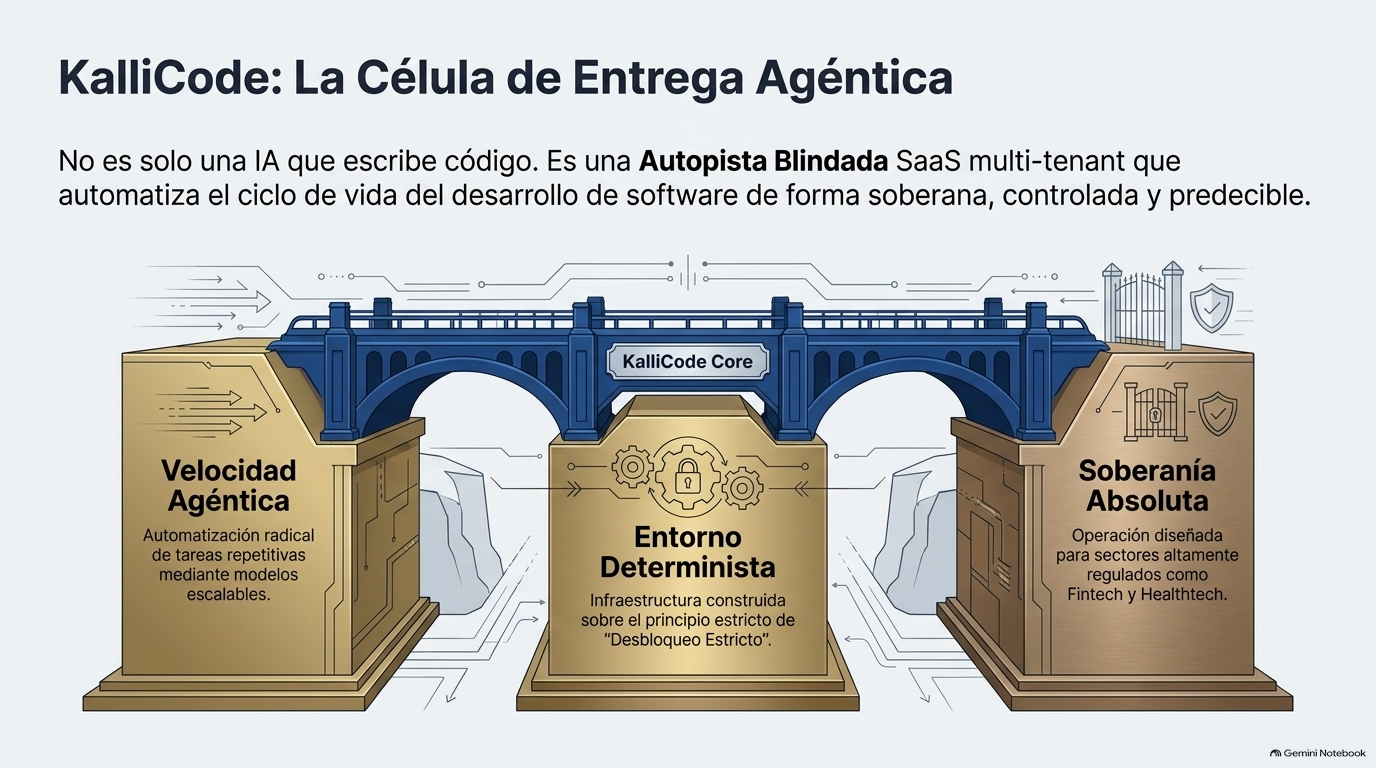 KalliCode: La Célula de Entrega Agéntica
No es solo una IA que escribe código. Es una Autopista Blindada SaaS multi-tenant que
automatiza el ciclo de vida del desarrollo de software de forma soberana, controlada y predecible.
KalliCode Core
Velocidad
Agéntica
Automatización radical
de tareas repetitivas
mediante modelos
escalables.
Entorno
Determinista
Infraestructura construida
sobre el principio estricto de
“Desbloqueo Estricto”.
Soberanía
Absoluta
Operación diseñada
para sectores altamente
regulados como
Fintech y Healthtech.
Gemini Notebook